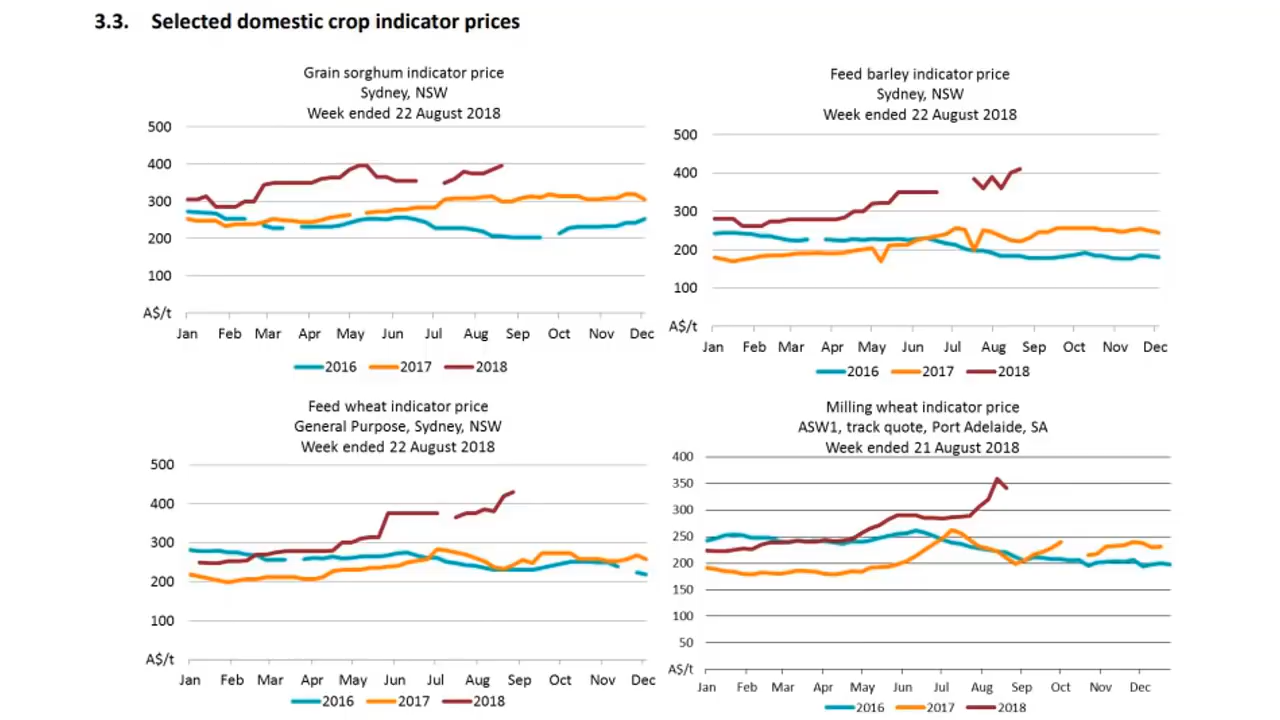 3.3. Selected domestic crop indicator prices
Grain sorghum indicator price
Sydney, NSW
Week ended 22 August 2018
500
400
300
200
100
A$/t
Jan Feb Mar Apr May Jun Jul Aug Sep Oct Nov Dec
2016 2017 2018
Feed barley indicator price
Sydney, NSW
Week ended 22 August 2018
500
400
300
200
100
A$/t
Jan Feb Mar Apr May Jun Jul Aug Sep Oct Nov Dec
2016 2017 2018
Feed wheat indicator price
General Purpose, Sydney, NSW
Week ended 22 August 2018
500
400
300
200
100
A$/t
Jan Feb Mar Apr May Jun Jul Aug Sep Oct Nov Dec
2016 2017 2018
Milling wheat indicator price
ASW1, track quote, Port Adelaide, SA
Week ended 21 August 2018
400
350
300
250
200
150
100
50
A$/t
Jan Feb Mar Apr May Jun Jul Aug Sep Oct Nov Dec
2016 2017 2018